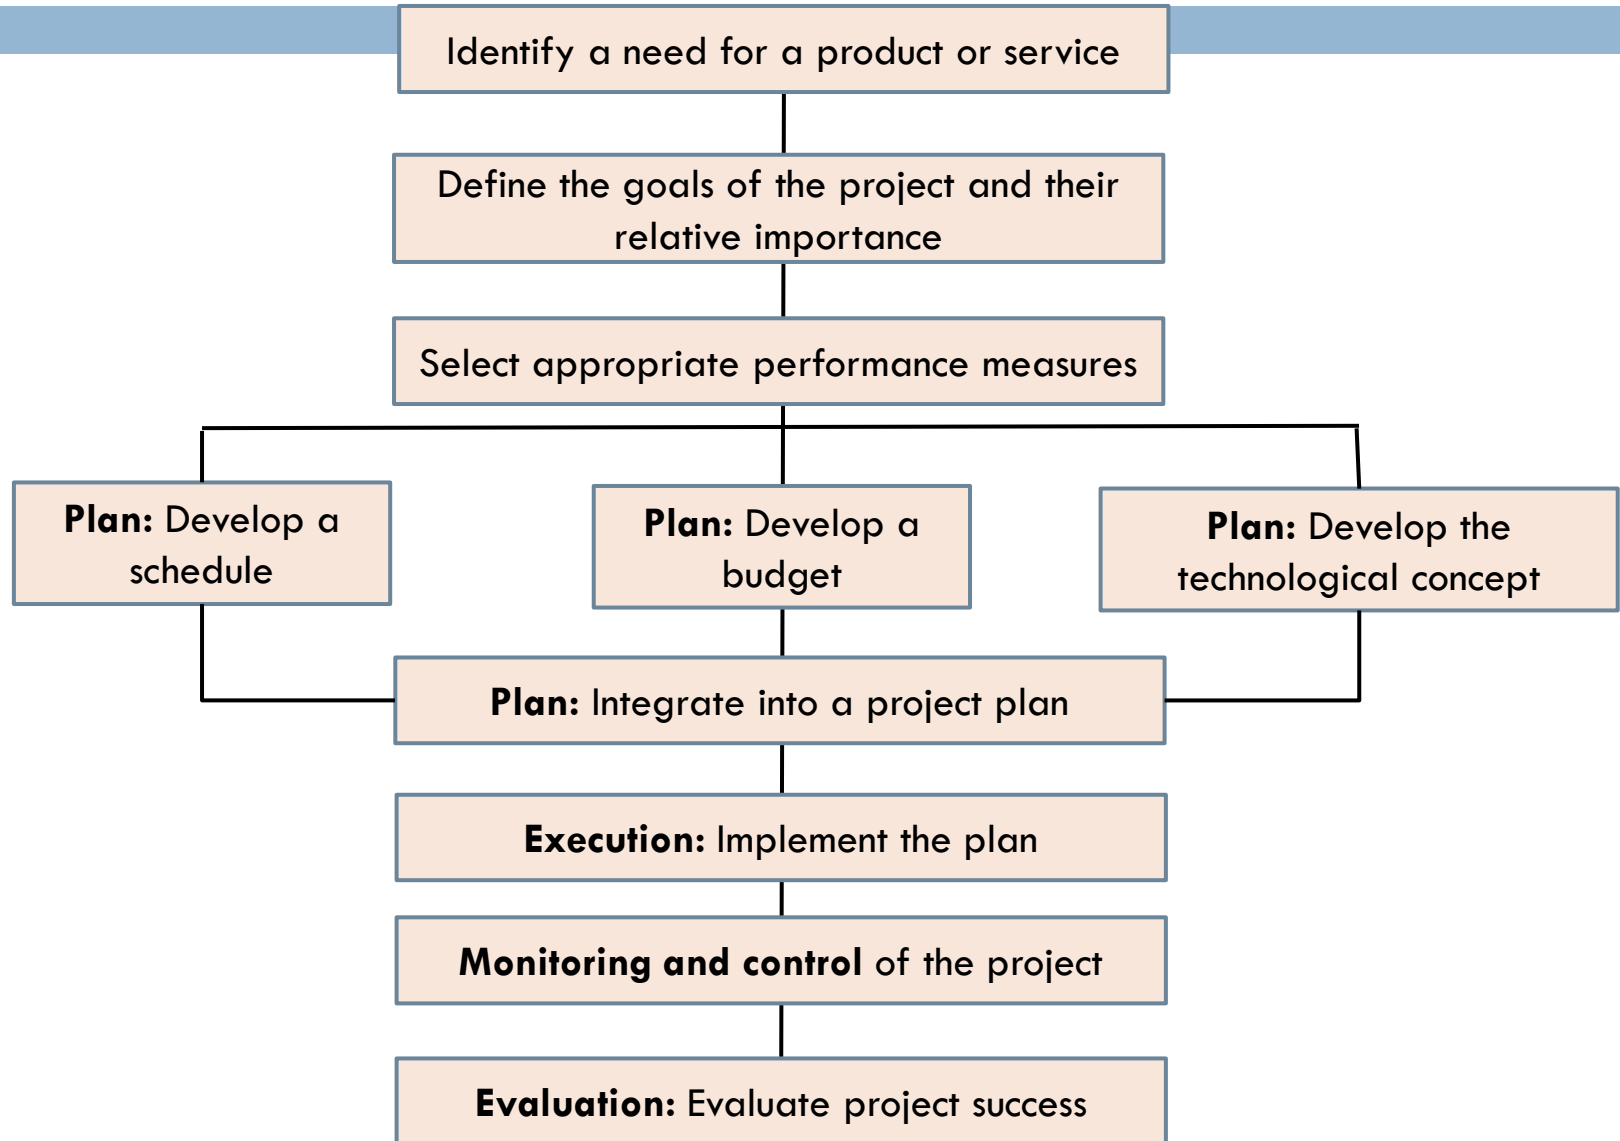 Identify a need for a product or service
Define the goals of the project and their
relative importance
Select appropriate performance measures
Plan: Develop a
schedule
Plan: Develop a
budget
Plan: Develop the
technological concept
Plan: Integrate into a project plan
Execution: Implement the plan
Monitoring and control of the project
Evaluation: Evaluate project success